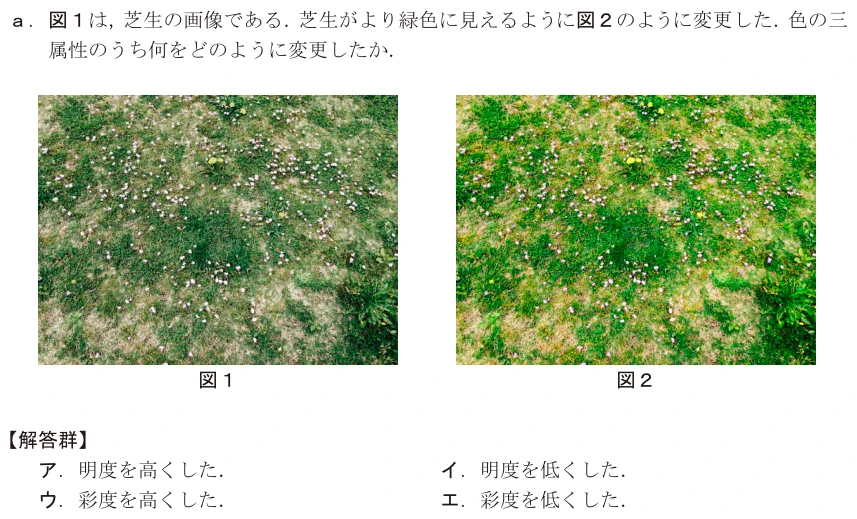 a．図1は，芝生の画像である．芝生がより緑色に見えるように図2のように変更した．色の三
属性のうち何をどのように変更したか．
図1
図2
【解答群】
ア．明度を高くした．
イ．明度を低くした．
ウ．彩度を高くした．
エ．彩度を低くした．